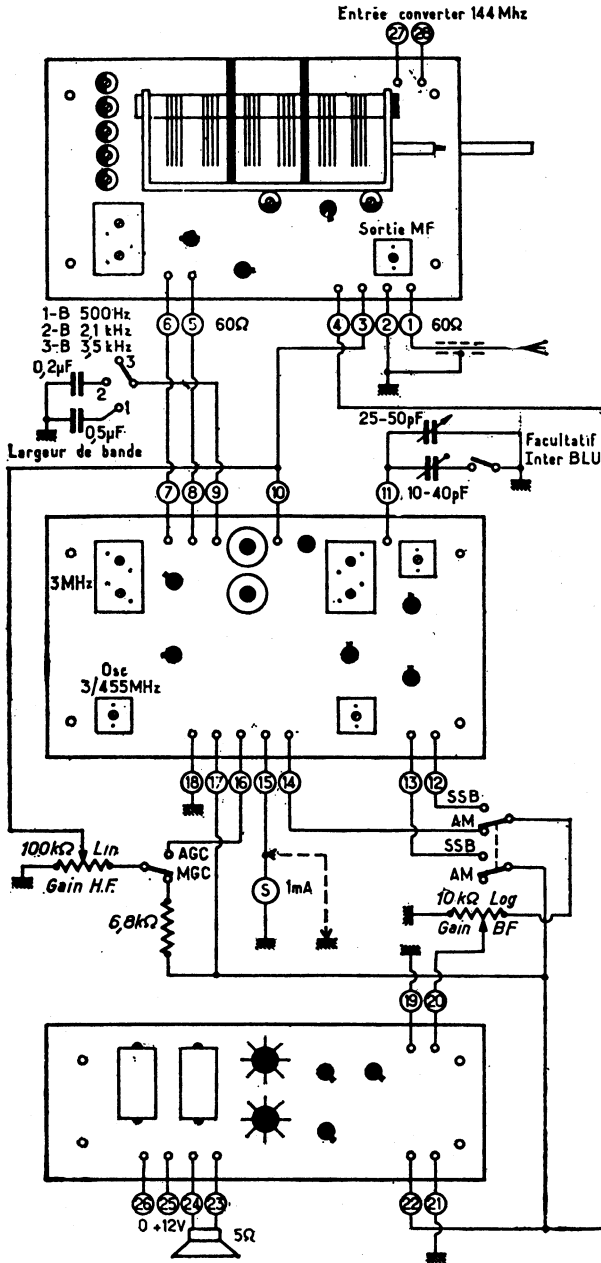 Entrée converter 144 Mhz
27 28
Sortie MF
6 5 60Ω 4 3 2 1 60Ω
1-B 500Hz
2-B 2,1 kHz
3-B 3,5 kHz
0,2µF
3
2
1
0,5µF
Largeur de bande
25-50pF
Facultatif
Inter BLU
10-40pF
7 8 9 10 11
3MHz
Osc
3/455MHz
18 17 16 15 14 13 12
SSB
AM
SSB
AM
100kΩ Lin
Gain H.F.
AGC
MGC
S 1mA
6,8kΩ
10kΩ Log
Gain BF
19 20
26 25 24 23 22 21
0 +12V
5Ω